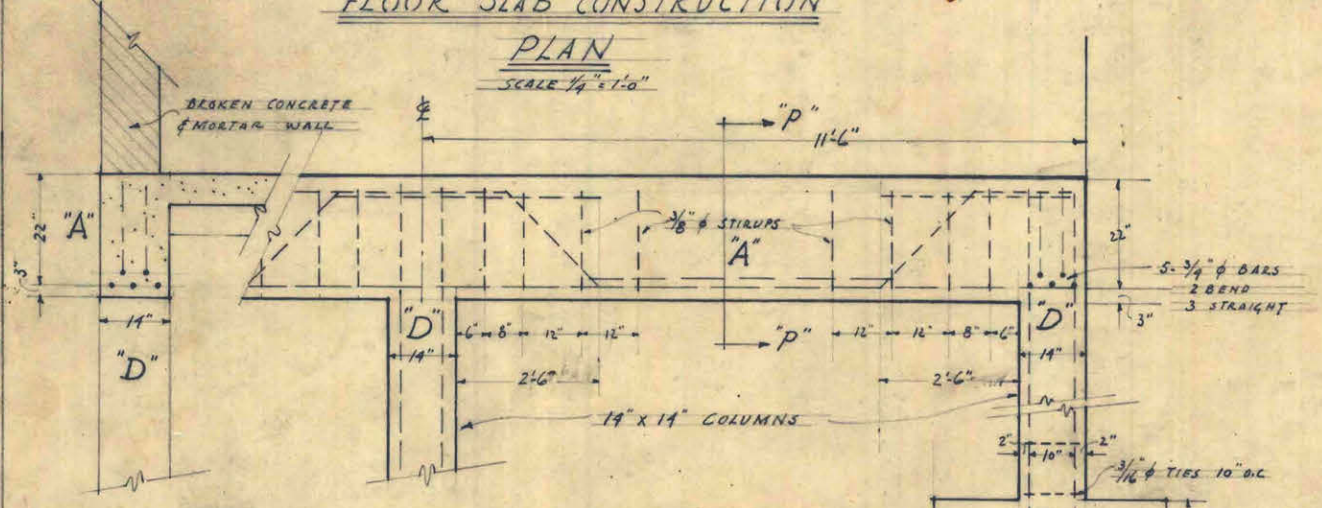 FLOOR SLAB CONSTRUCTION
PLAN
SCALE 1/4" = 1'-0"
BROKEN CONCRETE
& MORTAR WALL
℄
"P"
11'-6"
22"
"A"
3"
3/8" φ STIRUPS
"A"
22"
5 - 3/4" φ BARS
2 BEND
3 STRAIGHT
3"
14"
"D"
"D"
14"
6" 8" 12" 12"
"P"
12" 12" 8" 6"
"D"
14"
2'-6"
2'-6"
14" X 14" COLUMNS
2" 10" 2"
3/16" φ TIES 10" O.C